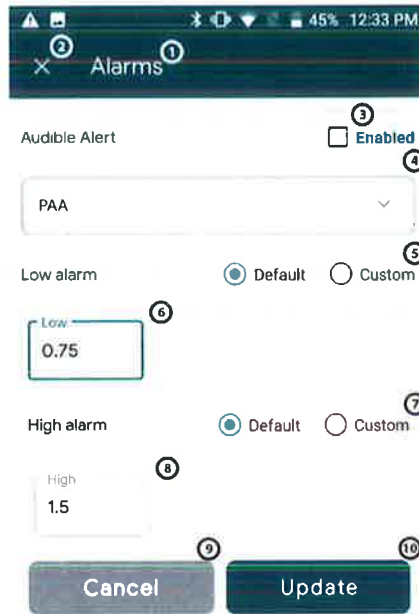 45% 12:33 PM
② × Alarms ①
③
Audible Alert Enabled
④
PAA
⑤
Low alarm Default Custom
Low ⑥
0.75
⑦
High alarm Default Custom
High ⑧
1.5
⑨ ⑩
Cancel Update